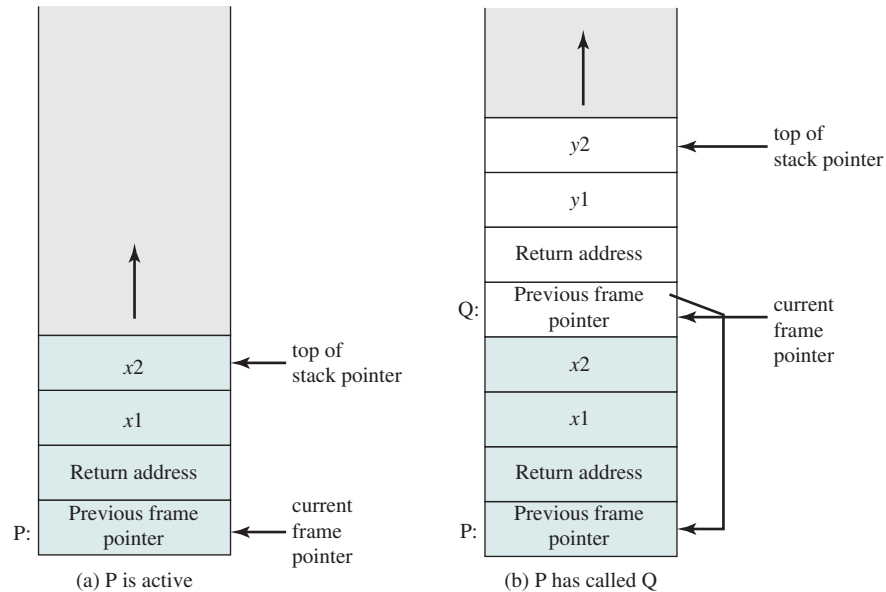 x2
x1
Return address
P:
Previous frame
pointer
top of
stack pointer
current
frame
pointer
(a) P is active
y2
y1
Return address
Q:
Previous frame
pointer
x2
x1
Return address
P:
Previous frame
pointer
top of
stack pointer
current
frame
pointer
(b) P has called Q